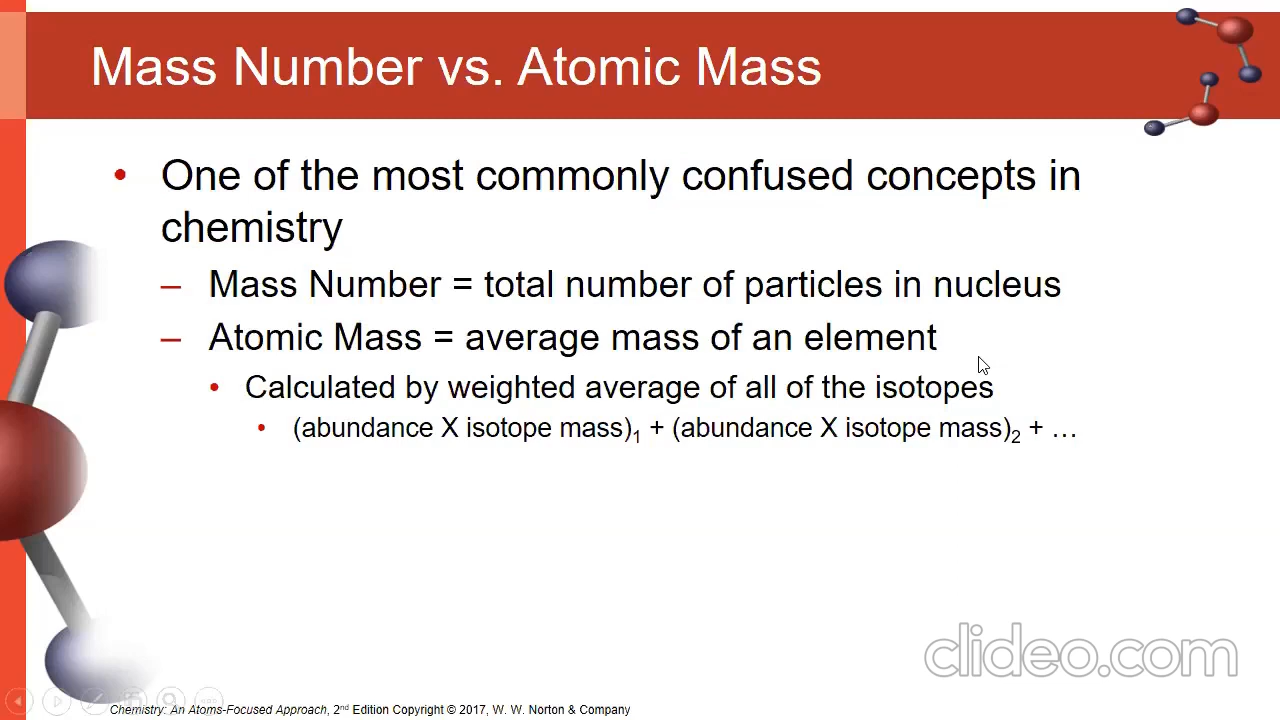 Mass Number vs. Atomic Mass
• One of the most commonly confused concepts in
chemistry
– Mass Number = total number of particles in nucleus
– Atomic Mass = average mass of an element
• Calculated by weighted average of all of the isotopes
• (abundance X isotope mass)₁ + (abundance X isotope mass)₂ + …
clideo.com
Chemistry: An Atoms-Focused Approach, 2nd Edition Copyright © 2017, W. W. Norton & Company